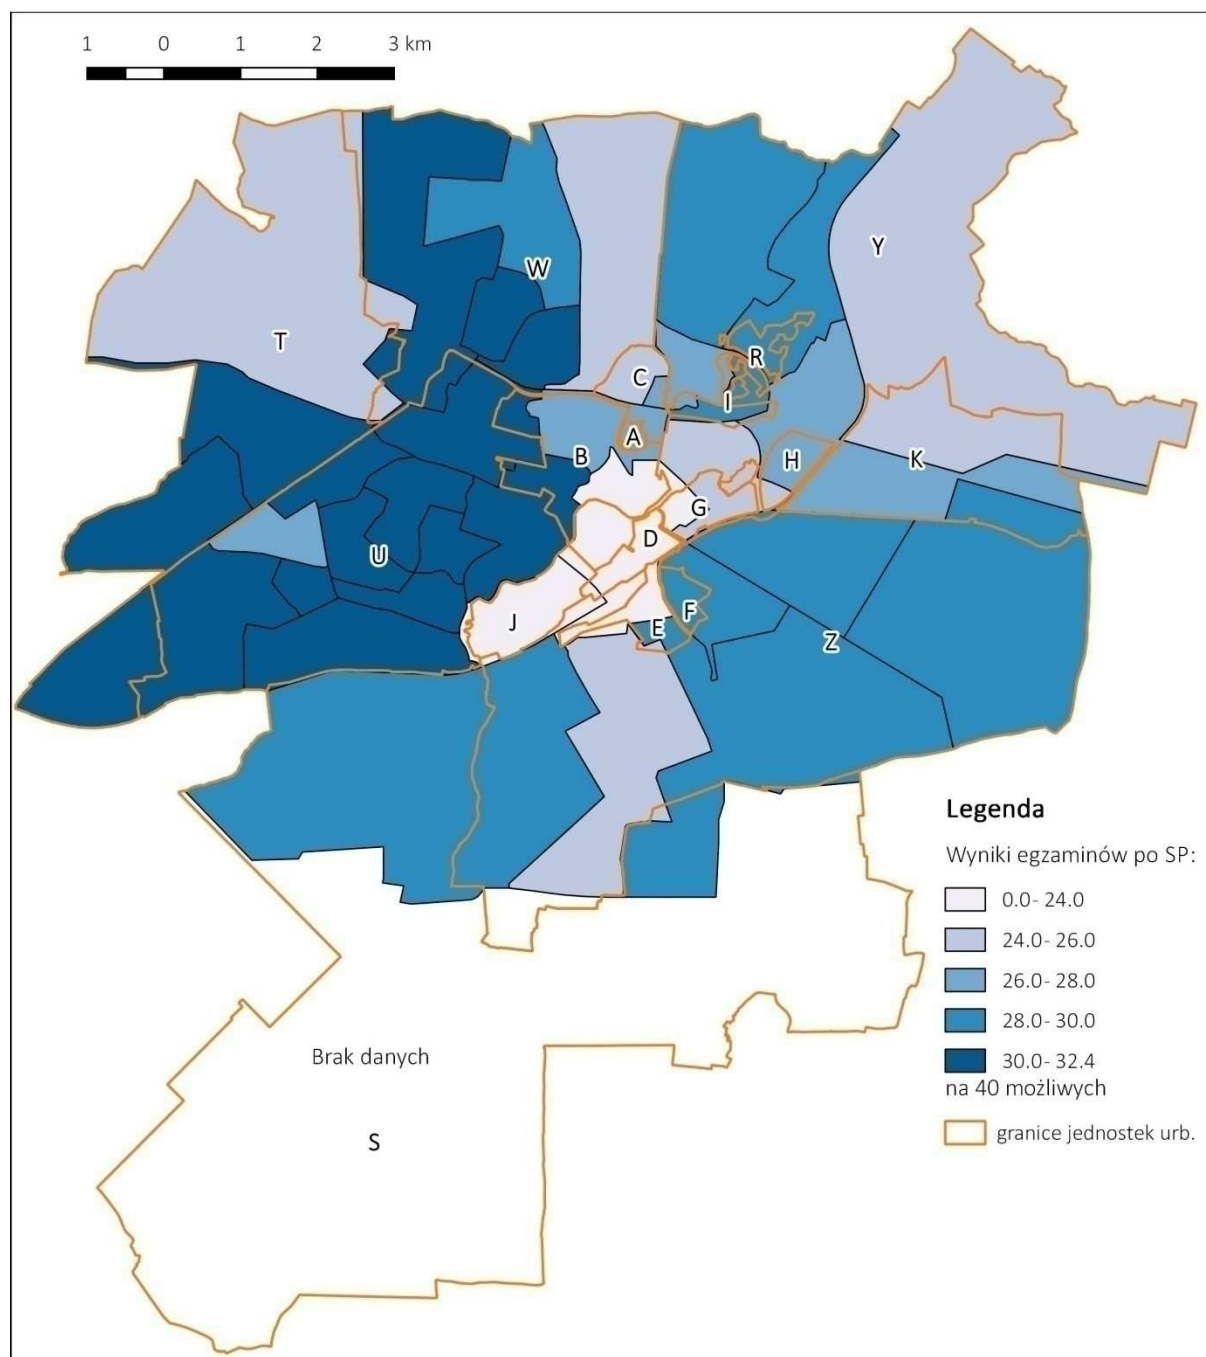 1 0 1 2 3 km
Y
W
T
R
C
I
A
B
H
K
G
D
U
F
J
E
Z
Legenda
Wyniki egzaminów po SP:
0.0- 24.0
24.0- 26.0
26.0- 28.0
28.0- 30.0
30.0- 32.4
na 40 możliwych
granice jednostek urb.
Brak danych
S